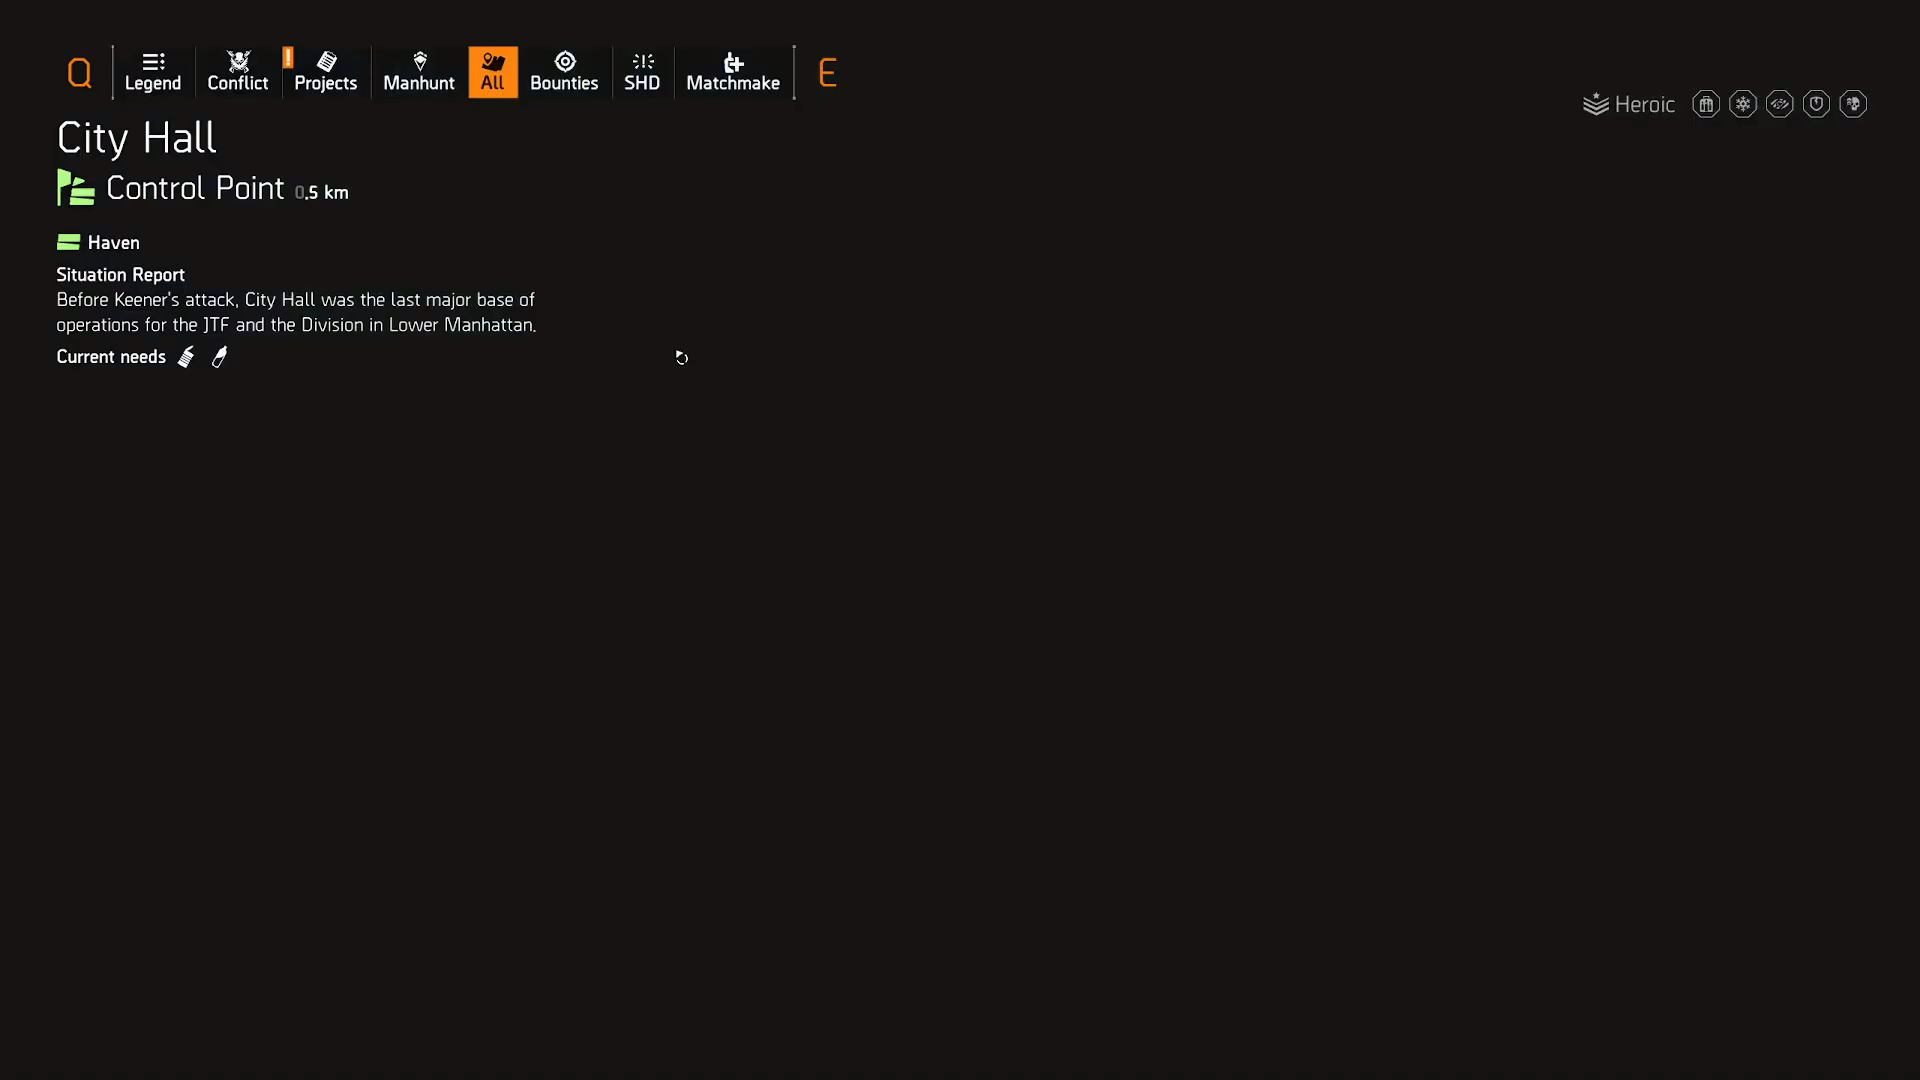 Q Legend Conflict ! Projects Manhunt All Bounties SHD Matchmake E
Heroic
City Hall
Control Point 0.5 km
Haven
Situation Report
Before Keener's attack, City Hall was the last major base of
operations for the JTF and the Division in Lower Manhattan.
Current needs